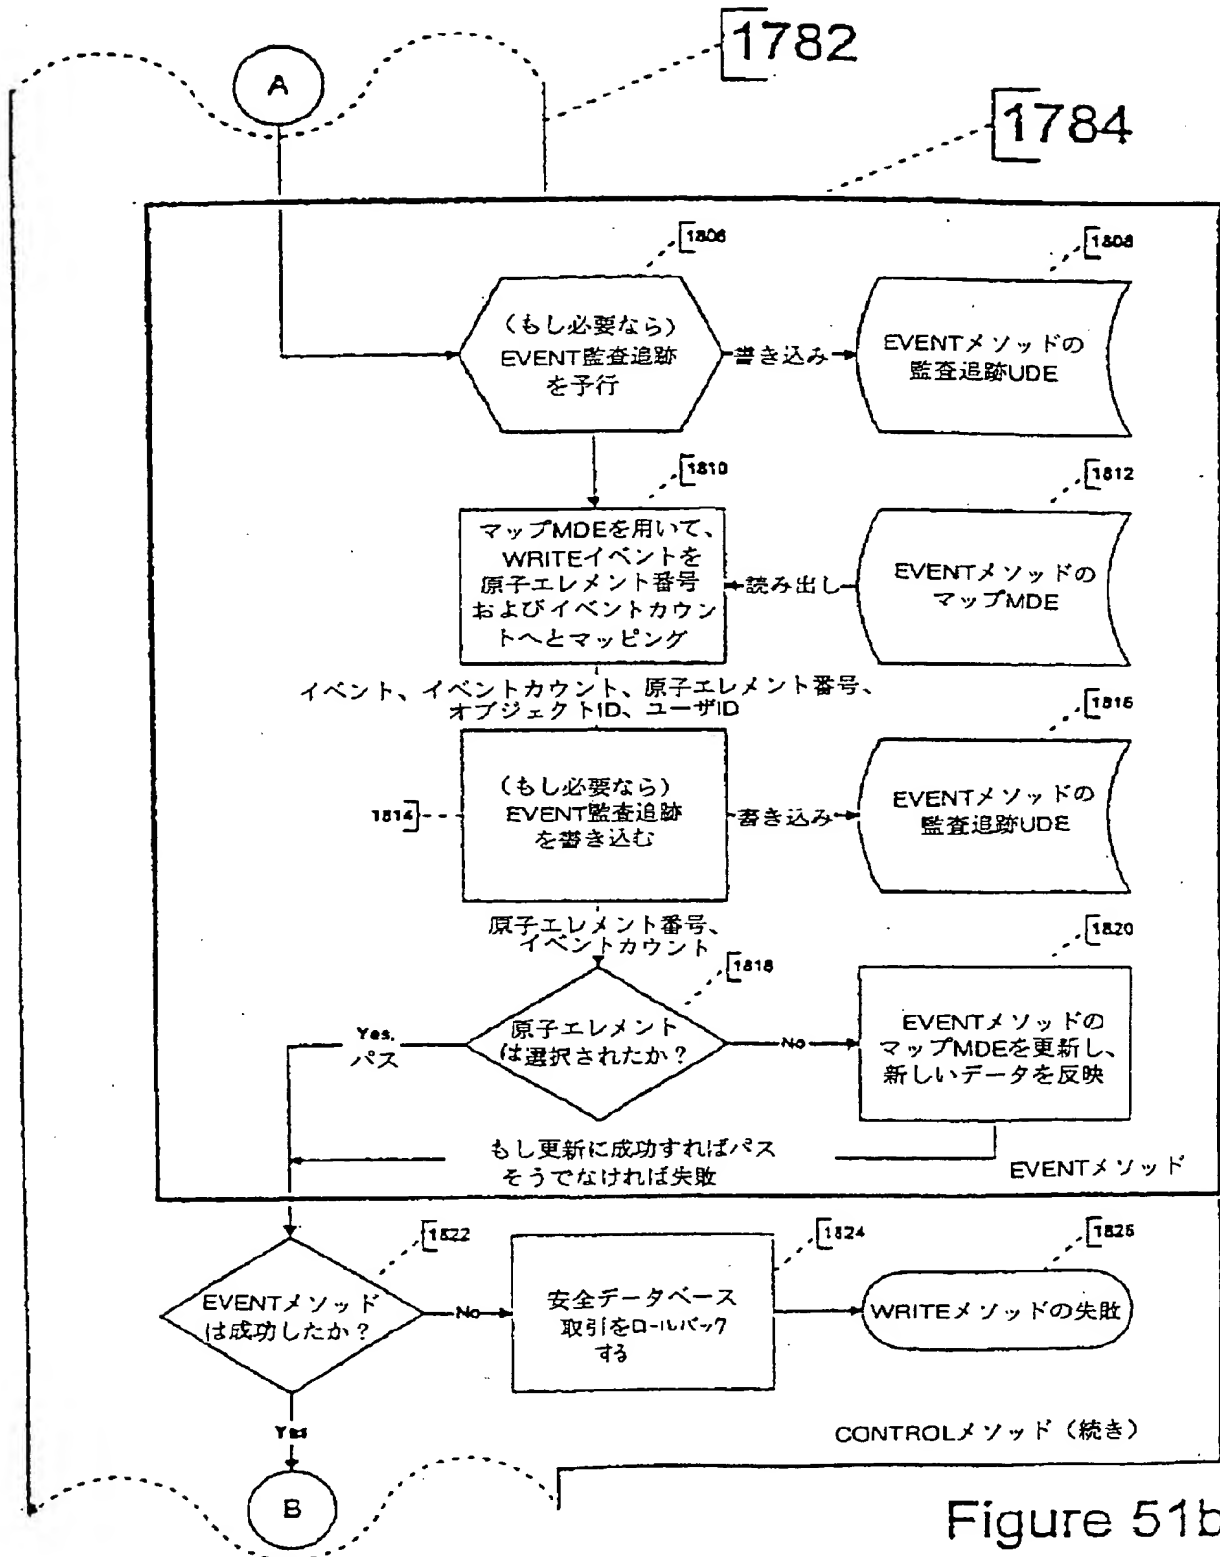 1782
A
1784
1806
1808
(もし必要なら)
EVENT監査追跡
を予行
書き込み
EVENTメソッドの
監査追跡UDE
1810
1812
マップMDEを用いて、
WRITEイベントを
原子エレメント番号
およびイベントカウン
トへとマッピング
読み出し
EVENTメソッドの
マップMDE
イベント、イベントカウント、原子エレメント番号、
オブジェクトID、ユーザID
1816
1814
(もし必要なら)
EVENT監査追跡
を書き込む
書き込み
EVENTメソッドの
監査追跡UDE
原子エレメント番号、
イベントカウント
1818
1820
Yes,
パス
原子エレメント
は選択されたか?
No
EVENTメソッドの
マップMDEを更新し、
新しいデータを反映
もし更新に成功すればパス
そうでなければ失敗
EVENTメソッド
1822
1824
1826
EVENTメソッド
は成功したか?
No
安全データベース
取引をロールバック
する
WRITEメソッドの失敗
Yes
CONTROLメソッド(続き)
B
Figure 51b